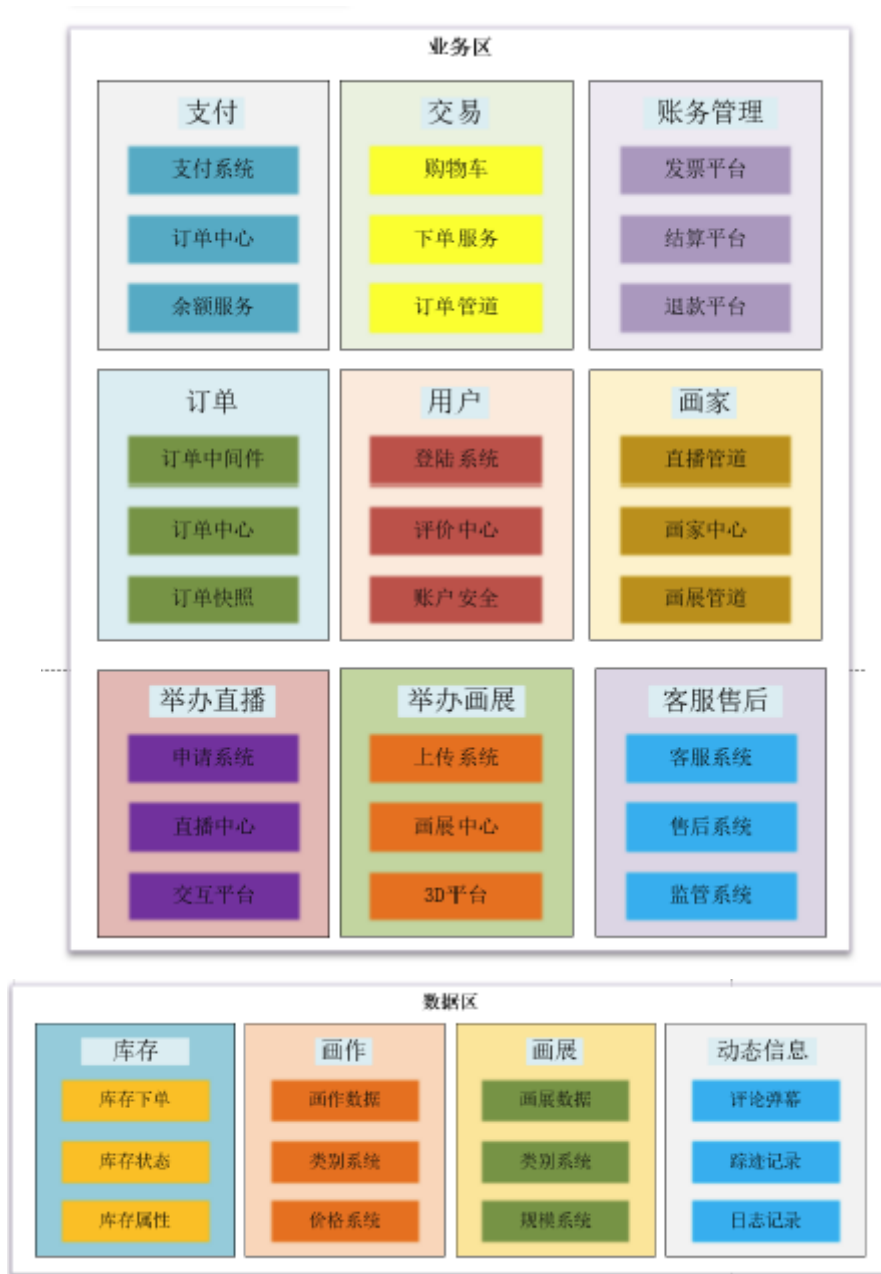 业务区
支付
支付系统
订单中心
余额服务
交易
购物车
下单服务
订单管道
账务管理
发票平台
结算平台
退款平台
订单
订单中间件
订单中心
订单快照
用户
登陆系统
评价中心
账户安全
画家
直播管道
画家中心
画展管道
举办直播
申请系统
直播中心
交互平台
举办画展
上传系统
画展中心
3D平台
客服售后
客服系统
售后系统
监管系统
数据区
库存
库存下单
库存状态
库存属性
画作
画作数据
类别系统
价格系统
画展
画展数据
类别系统
规模系统
动态信息
评论弹幕
踪迹记录
日志记录